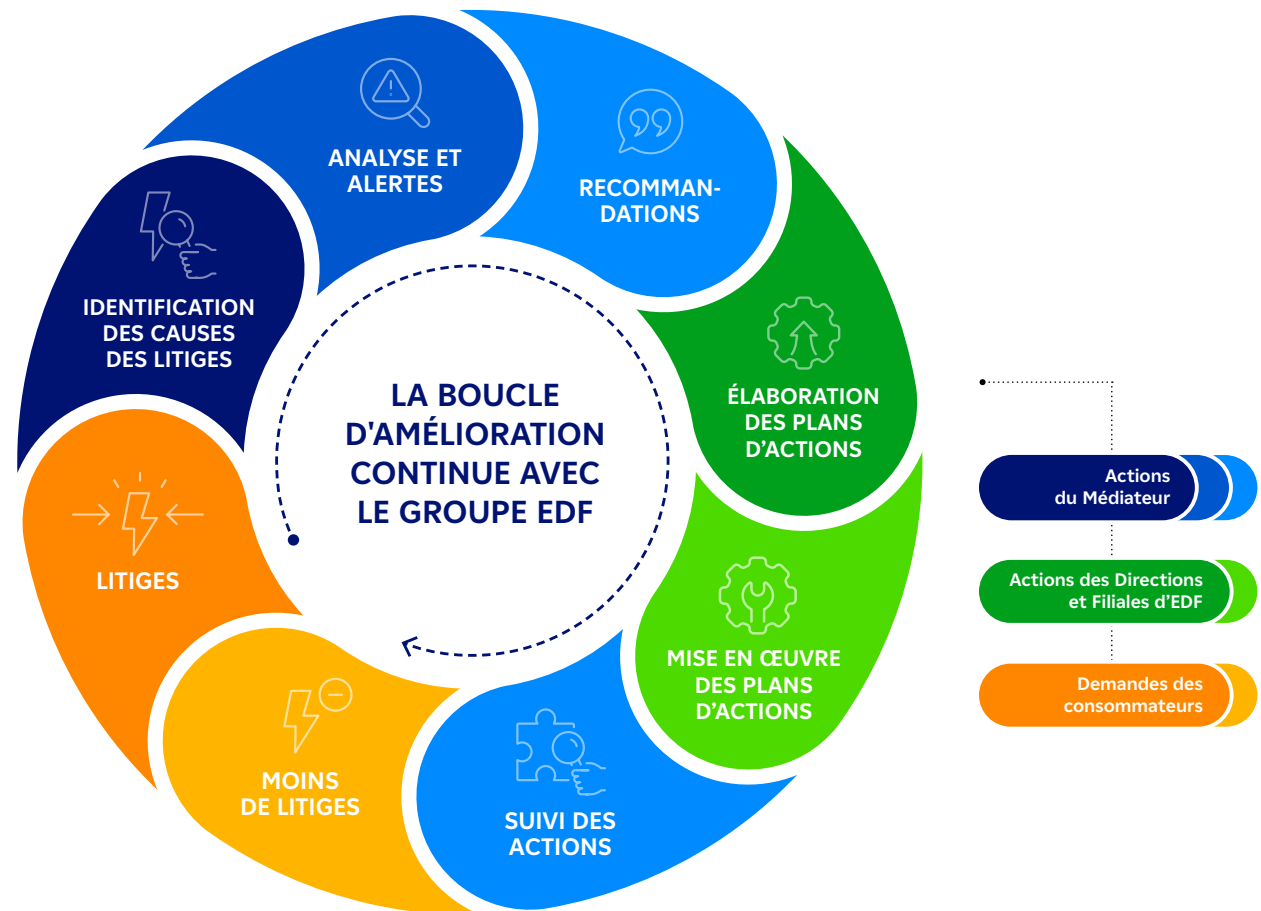 ANALYSE ET
ALERTES
RECOMMAN-
DATIONS
IDENTIFICATION
DES CAUSES
DES LITIGES
ÉLABORATION
DES PLANS
D’ACTIONS
LA BOUCLE
D'AMÉLIORATION
CONTINUE AVEC
LE GROUPE EDF
LITIGES
MISE EN ŒUVRE
DES PLANS
D’ACTIONS
MOINS
DE LITIGES
SUIVI DES
ACTIONS
Actions
du Médiateur
Actions des Directions
et Filiales d’EDF
Demandes des
consommateurs